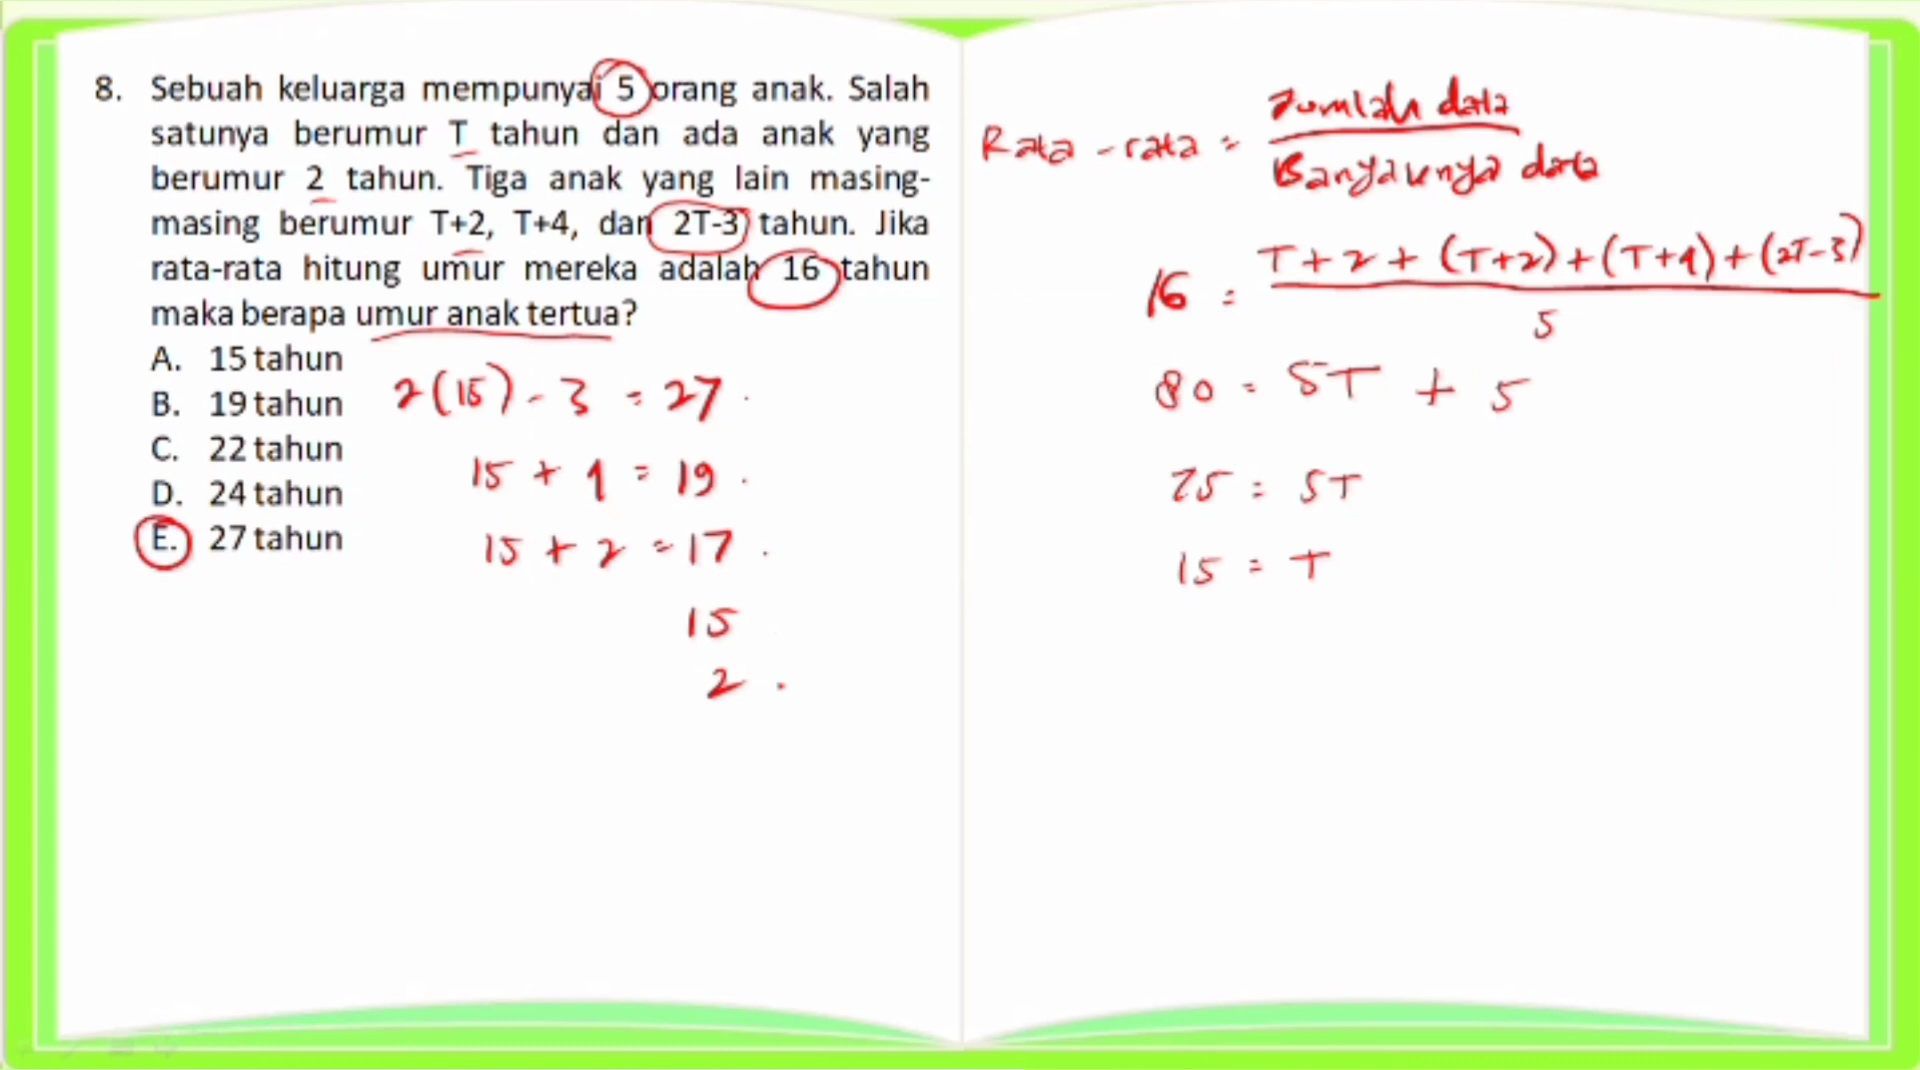 8. Sebuah keluarga mempunyai 5 orang anak. Salah
satunya berumur T tahun dan ada anak yang
berumur 2 tahun. Tiga anak yang lain masing-
masing berumur T+2, T+4, dan 2T-3 tahun. Jika
rata-rata hitung umur mereka adalah 16 tahun
maka berapa umur anak tertua?
A. 15 tahun
B. 19 tahun
C. 22 tahun
D. 24 tahun
E. 27 tahun
2(15) - 3 = 27
15 + 4 = 19
15 + 2 = 17
15
2
Rata-rata = Jumlah data
Banyaknya data
16 = T + 2 + (T+2) + (T+4) + (2T-3)
5
80 = 5T + 5
75 = 5T
15 = T